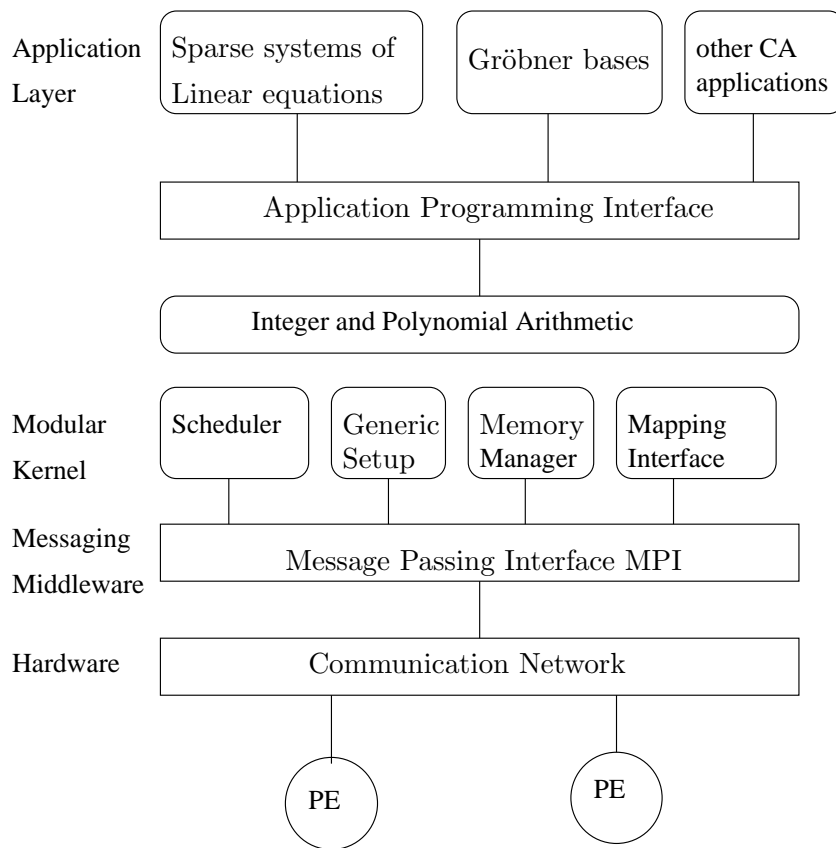 Application
Layer
Sparse systems of
Linear equations
Gröbner bases
other CA
applications
Application Programming Interface
Integer and Polynomial Arithmetic
Modular
Kernel
Scheduler
Generic
Setup
Memory
Manager
Mapping
Interface
Messaging
Middleware
Message Passing Interface MPI
Hardware
Communication Network
PE
PE